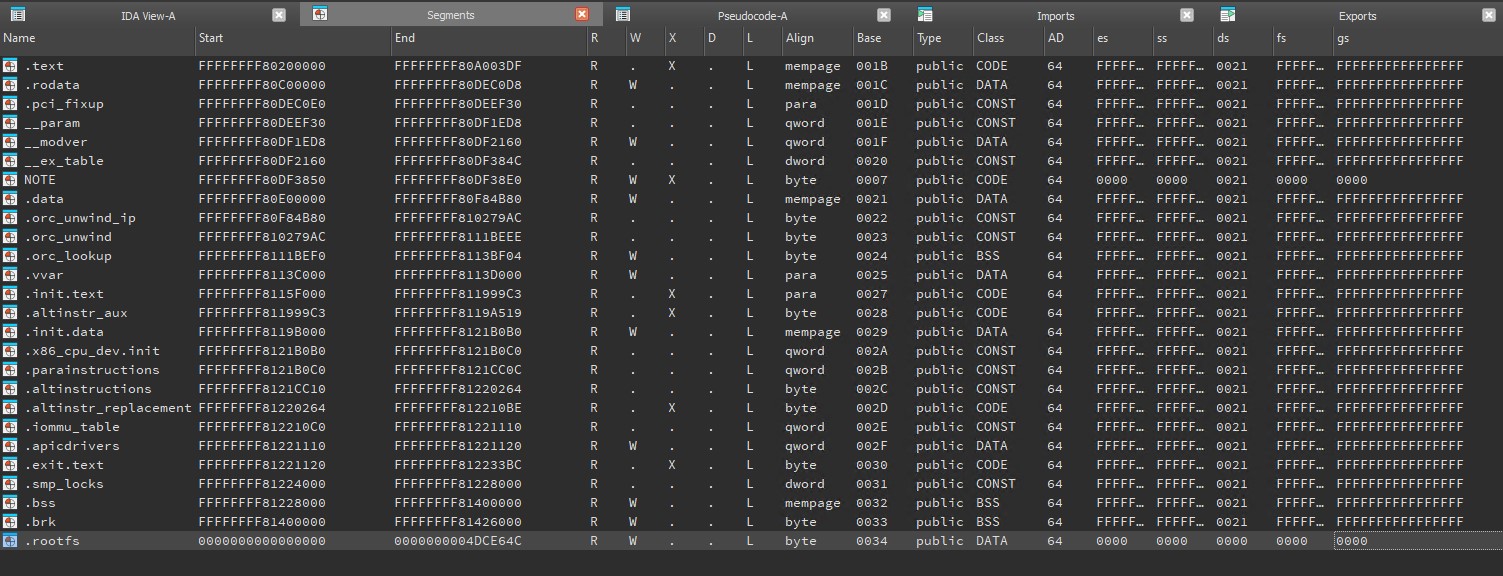 IDA View-A Segments Pseudocode-A Imports Exports
Name Start End R W X D L Align Base Type Class AD es ss ds fs gs
.text FFFFFFFF80200000 FFFFFFFF80A003DF R . X . L mempage 001B public CODE 64 FFFFF… FFFFF… 0021 FFFFF… FFFFFFFFFFFFFFFF
.rodata FFFFFFFF80C00000 FFFFFFFF80DEC0D8 R W . . L mempage 001C public DATA 64 FFFFF… FFFFF… 0021 FFFFF… FFFFFFFFFFFFFFFF
.pci_fixup FFFFFFFF80DEC0E0 FFFFFFFF80DEEF30 R . . . L para 001D public CONST 64 FFFFF… FFFFF… 0021 FFFFF… FFFFFFFFFFFFFFFF
__param FFFFFFFF80DEEF30 FFFFFFFF80DF1ED8 R . . . L qword 001E public CONST 64 FFFFF… FFFFF… 0021 FFFFF… FFFFFFFFFFFFFFFF
__modver FFFFFFFF80DF1ED8 FFFFFFFF80DF2160 R W . . L qword 001F public DATA 64 FFFFF… FFFFF… 0021 FFFFF… FFFFFFFFFFFFFFFF
__ex_table FFFFFFFF80DF2160 FFFFFFFF80DF384C R . . . L dword 0020 public CONST 64 FFFFF… FFFFF… 0021 FFFFF… FFFFFFFFFFFFFFFF
NOTE FFFFFFFF80DF3850 FFFFFFFF80DF38E0 R W X . L byte 0007 public CODE 64 0000 0000 0021 0000 0000
.data FFFFFFFF80E00000 FFFFFFFF80F84B80 R W . . L mempage 0021 public DATA 64 FFFFF… FFFFF… 0021 FFFFF… FFFFFFFFFFFFFFFF
.orc_unwind_ip FFFFFFFF80F84B80 FFFFFFFF810279AC R . . . L byte 0022 public CONST 64 FFFFF… FFFFF… 0021 FFFFF… FFFFFFFFFFFFFFFF
.orc_unwind FFFFFFFF810279AC FFFFFFFF8111BEEE R . . . L byte 0023 public CONST 64 FFFFF… FFFFF… 0021 FFFFF… FFFFFFFFFFFFFFFF
.orc_lookup FFFFFFFF8111BEF0 FFFFFFFF8113BF04 R W . . L byte 0024 public BSS 64 FFFFF… FFFFF… 0021 FFFFF… FFFFFFFFFFFFFFFF
.vvar FFFFFFFF8113C000 FFFFFFFF8113D000 R W . . L para 0025 public DATA 64 FFFFF… FFFFF… 0021 FFFFF… FFFFFFFFFFFFFFFF
.init.text FFFFFFFF8115F000 FFFFFFFF811999C3 R . X . L para 0027 public CODE 64 FFFFF… FFFFF… 0021 FFFFF… FFFFFFFFFFFFFFFF
.altinstr_aux FFFFFFFF811999C3 FFFFFFFF8119A519 R . X . L byte 0028 public CODE 64 FFFFF… FFFFF… 0021 FFFFF… FFFFFFFFFFFFFFFF
.init.data FFFFFFFF8119B000 FFFFFFFF8121B0B0 R W . . L mempage 0029 public DATA 64 FFFFF… FFFFF… 0021 FFFFF… FFFFFFFFFFFFFFFF
.x86_cpu_dev.init FFFFFFFF8121B0B0 FFFFFFFF8121B0C0 R . . . L qword 002A public CONST 64 FFFFF… FFFFF… 0021 FFFFF… FFFFFFFFFFFFFFFF
.parainstructions FFFFFFFF8121B0C0 FFFFFFFF8121CC0C R . . . L qword 002B public CONST 64 FFFFF… FFFFF… 0021 FFFFF… FFFFFFFFFFFFFFFF
.altinstructions FFFFFFFF8121CC10 FFFFFFFF81220264 R . . . L byte 002C public CONST 64 FFFFF… FFFFF… 0021 FFFFF… FFFFFFFFFFFFFFFF
.altinstr_replacement FFFFFFFF81220264 FFFFFFFF812210BE R . X . L byte 002D public CODE 64 FFFFF… FFFFF… 0021 FFFFF… FFFFFFFFFFFFFFFF
.iommu_table FFFFFFFF812210C0 FFFFFFFF81221110 R . . . L qword 002E public CONST 64 FFFFF… FFFFF… 0021 FFFFF… FFFFFFFFFFFFFFFF
.apicdrivers FFFFFFFF81221110 FFFFFFFF81221120 R W . . L qword 002F public DATA 64 FFFFF… FFFFF… 0021 FFFFF… FFFFFFFFFFFFFFFF
.exit.text FFFFFFFF81221120 FFFFFFFF812233BC R . X . L byte 0030 public CODE 64 FFFFF… FFFFF… 0021 FFFFF… FFFFFFFFFFFFFFFF
.smp_locks FFFFFFFF81224000 FFFFFFFF81228000 R . . . L dword 0031 public CONST 64 FFFFF… FFFFF… 0021 FFFFF… FFFFFFFFFFFFFFFF
.bss FFFFFFFF81228000 FFFFFFFF81400000 R W . . L mempage 0032 public BSS 64 FFFFF… FFFFF… 0021 FFFFF… FFFFFFFFFFFFFFFF
.brk FFFFFFFF81400000 FFFFFFFF81426000 R W . . L byte 0033 public BSS 64 FFFFF… FFFFF… 0021 FFFFF… FFFFFFFFFFFFFFFF
.rootfs 0000000000000000 0000000004DCE64C R W . . L byte 0034 public DATA 64 0000 0000 0000 0000 0000